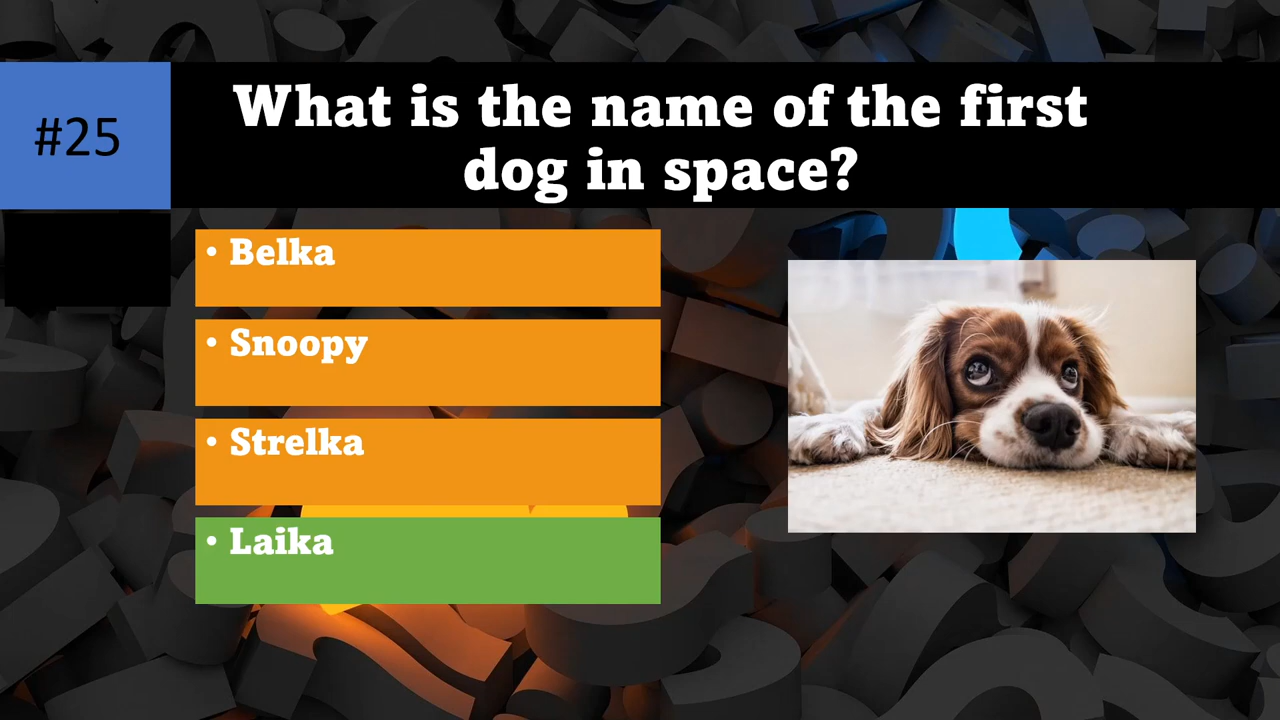 #25
What is the name of the first
dog in space?
• Belka
• Snoopy
• Strelka
• Laika